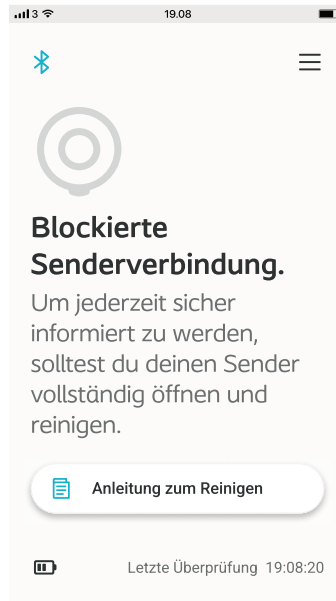 3 19.08
Blockierte
Senderverbindung.
Um jederzeit sicher
informiert zu werden,
solltest du deinen Sender
vollständig öffnen und
reinigen.
Anleitung zum Reinigen
Letzte Überprüfung 19:08:20